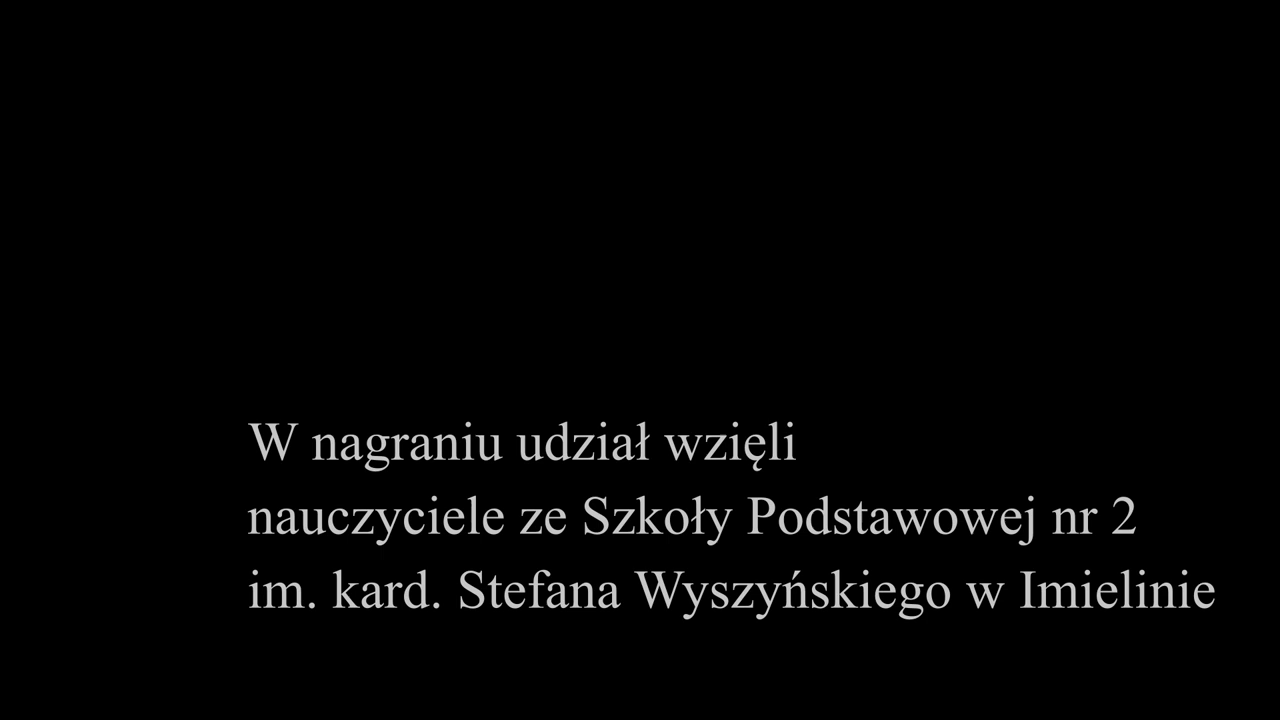 W nagraniu udział wzięli
nauczyciele ze Szkoły Podstawowej nr 2
im. kard. Stefana Wyszyńskiego w Imielinie